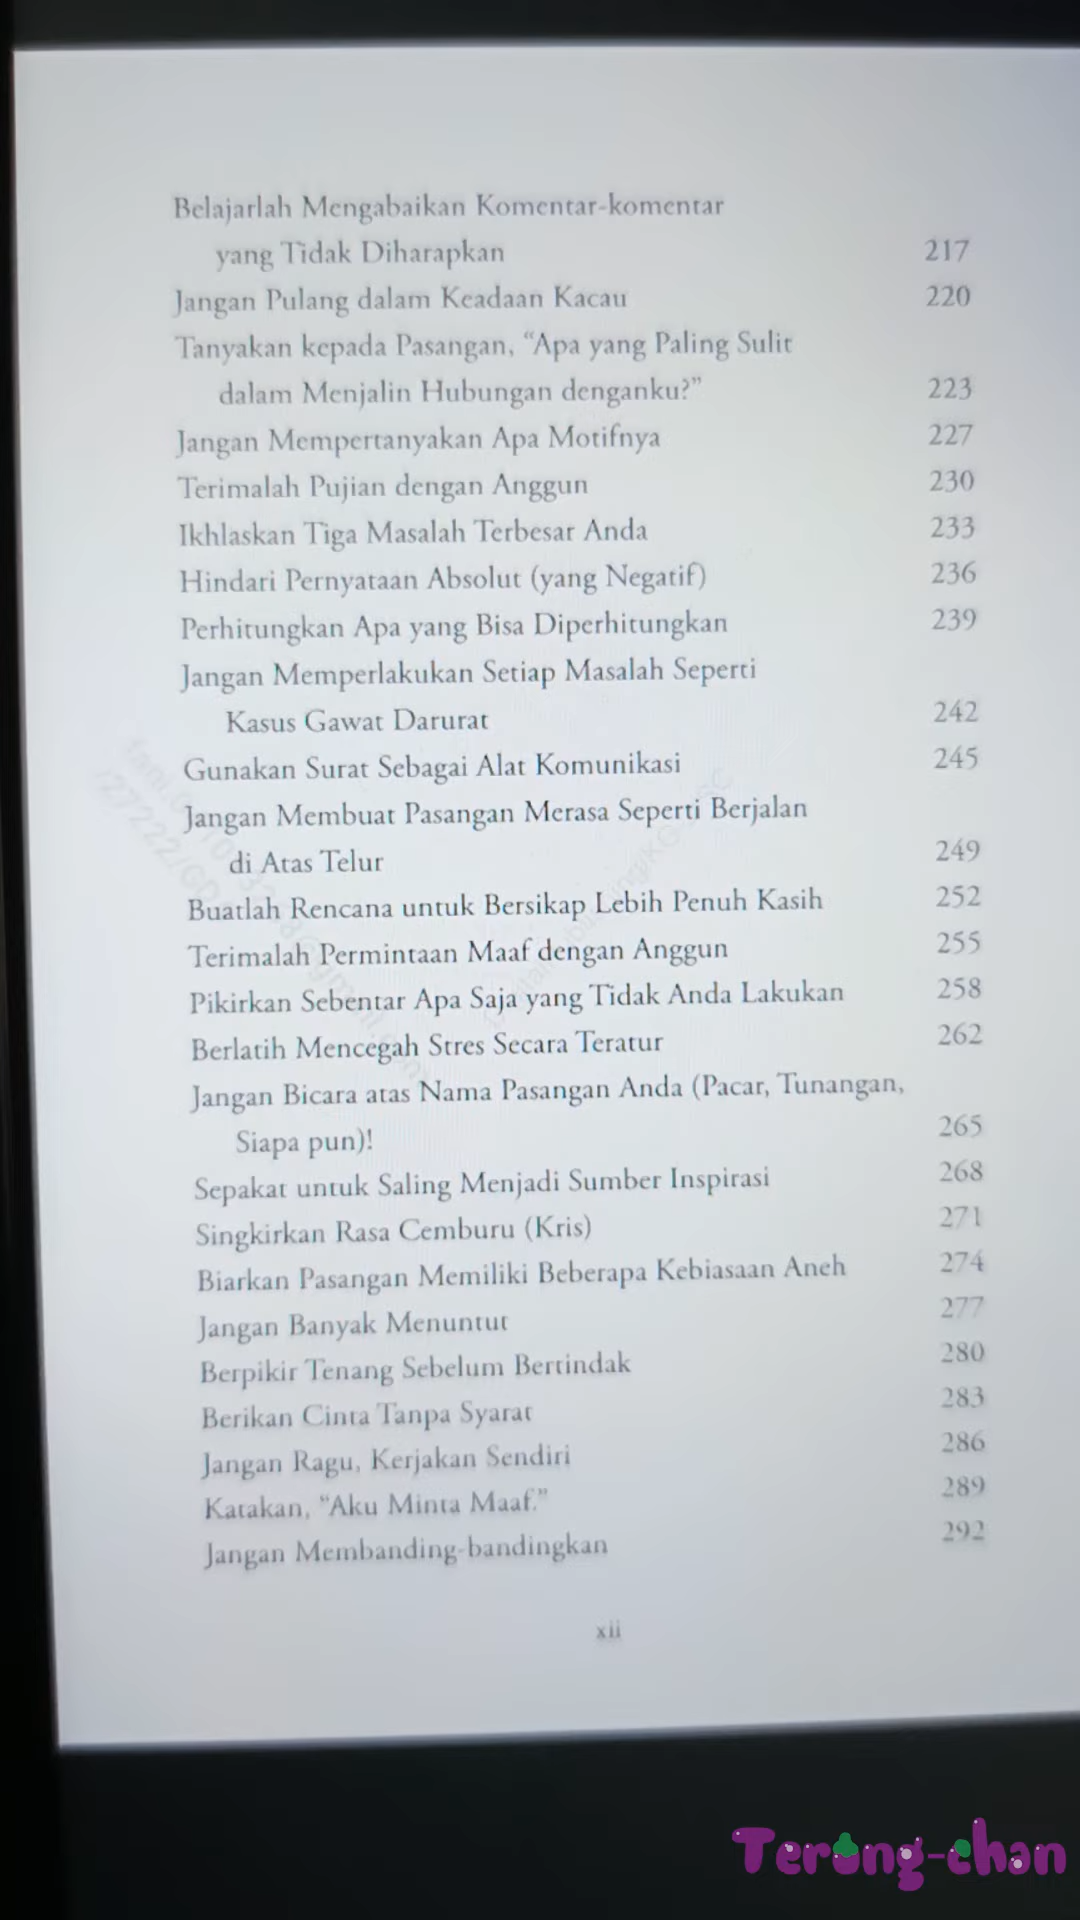 Belajarlah Mengabaikan Komentar-komentar
yang Tidak Diharapkan 217
Jangan Pulang dalam Keadaan Kacau 220
Tanyakan kepada Pasangan, “Apa yang Paling Sulit
dalam Menjalin Hubungan denganku?” 223
Jangan Mempertanyakan Apa Motifnya 227
Terimalah Pujian dengan Anggun 230
Ikhlaskan Tiga Masalah Terbesar Anda 233
Hindari Pernyataan Absolut (yang Negatif) 236
Perhitungkan Apa yang Bisa Diperhitungkan 239
Jangan Memperlakukan Setiap Masalah Seperti
Kasus Gawat Darurat 242
Gunakan Surat Sebagai Alat Komunikasi 245
Jangan Membuat Pasangan Merasa Seperti Berjalan
di Atas Telur 249
Buatlah Rencana untuk Bersikap Lebih Penuh Kasih 252
Terimalah Permintaan Maaf dengan Anggun 255
Pikirkan Sebentar Apa Saja yang Tidak Anda Lakukan 258
Berlatih Mencegah Stres Secara Teratur 262
Jangan Bicara atas Nama Pasangan Anda (Pacar, Tunangan,
Siapa pun)! 265
Sepakat untuk Saling Menjadi Sumber Inspirasi 268
Singkirkan Rasa Cemburu (Kris) 271
Biarkan Pasangan Memiliki Beberapa Kebiasaan Aneh 274
Jangan Banyak Menuntut 277
Berpikir Tenang Sebelum Bertindak 280
Berikan Cinta Tanpa Syarat 283
Jangan Ragu, Kerjakan Sendiri 286
Katakan, “Aku Minta Maaf.” 289
Jangan Membanding-bandingkan 292
xii
Terong-chan